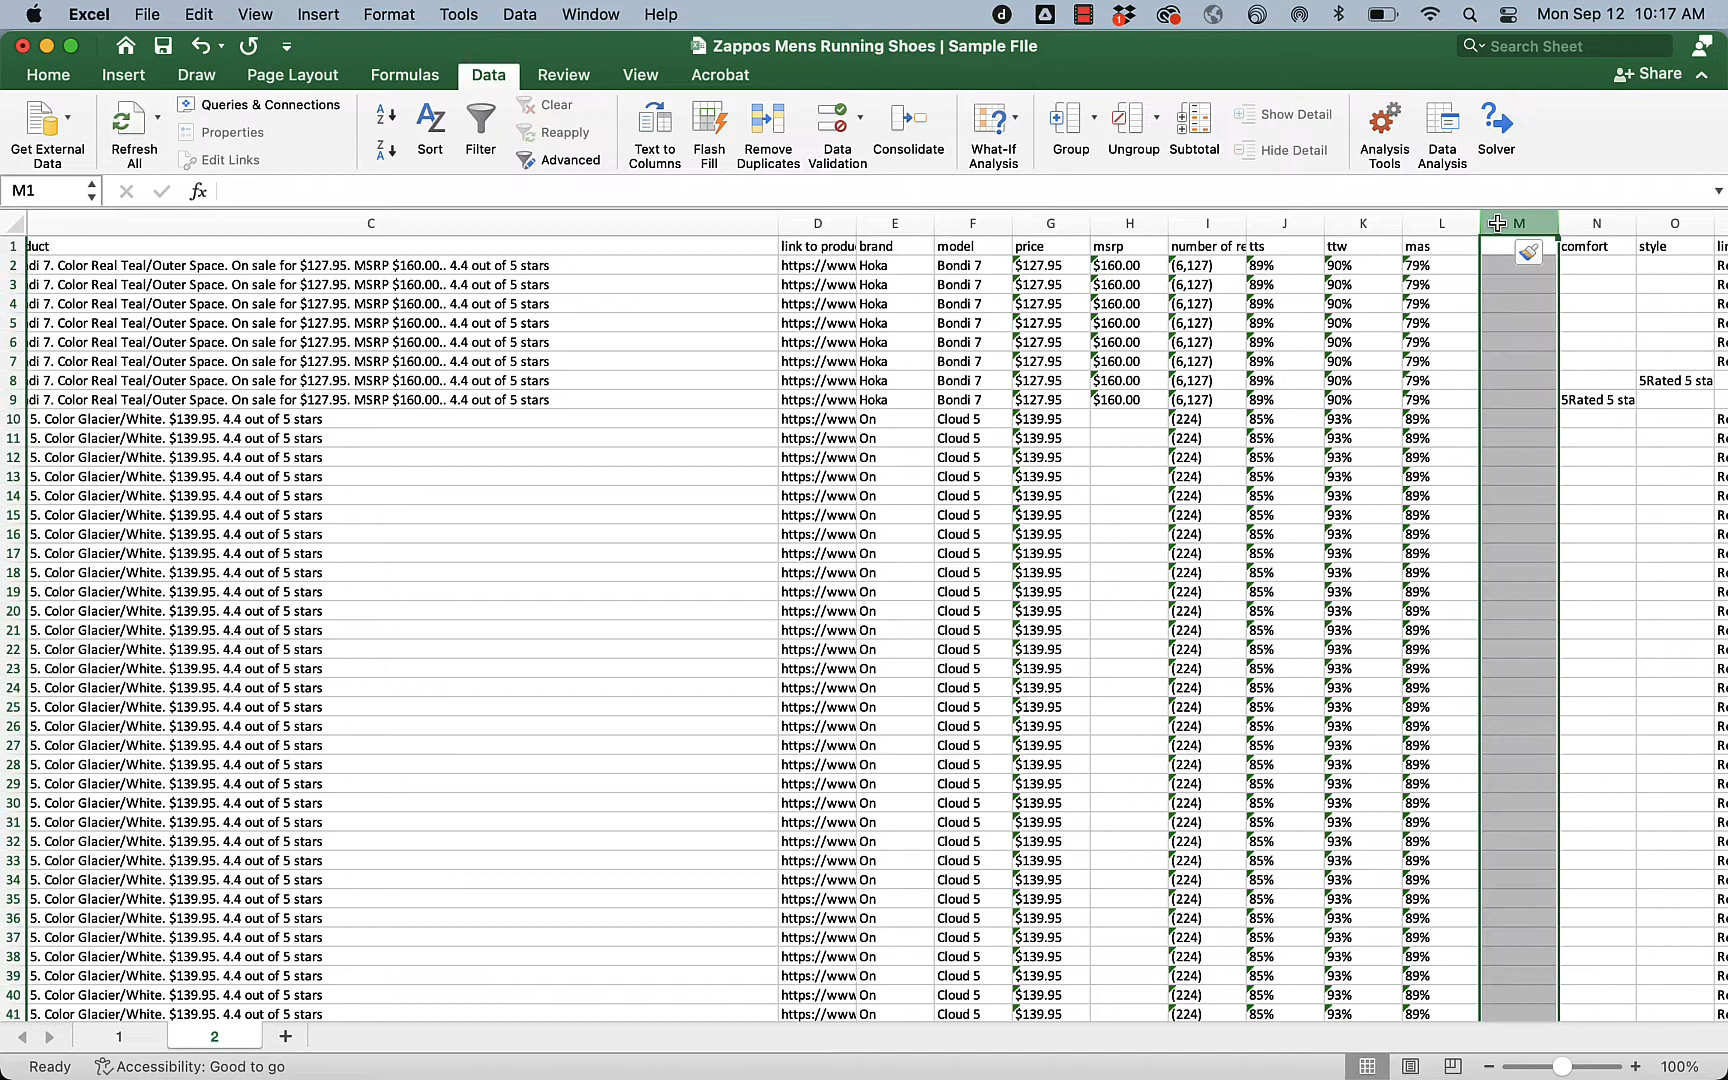 Excel File Edit View Insert Format Tools Data Window Help Mon Sep 12 10:17 AM
Zappos Mens Running Shoes | Sample FIle
Search Sheet
Home Insert Draw Page Layout Formulas Data Review View Acrobat Share
Get External Data
Refresh All
Queries & Connections
Properties
Edit Links
Sort
Filter
Clear
Reapply
Advanced
Text to Columns
Flash Fill
Remove Duplicates
Data Validation
Consolidate
What-If Analysis
Group
Ungroup
Subtotal
Show Detail
Hide Detail
Analysis Tools
Data Analysis
Solver
M1 fx
C D E F G H I J K L M N O
1 duct link to produ brand model price msrp number of re tts ttw mas comfort style lin
2 di 7. Color Real Teal/Outer Space. On sale for $127.95. MSRP $160.00.. 4.4 out of 5 stars https://www Hoka Bondi 7 $127.95 $160.00 (6,127) 89% 90% 79% Re
3 di 7. Color Real Teal/Outer Space. On sale for $127.95. MSRP $160.00.. 4.4 out of 5 stars https://www Hoka Bondi 7 $127.95 $160.00 (6,127) 89% 90% 79% Re
4 di 7. Color Real Teal/Outer Space. On sale for $127.95. MSRP $160.00.. 4.4 out of 5 stars https://www Hoka Bondi 7 $127.95 $160.00 (6,127) 89% 90% 79% Re
5 di 7. Color Real Teal/Outer Space. On sale for $127.95. MSRP $160.00.. 4.4 out of 5 stars https://www Hoka Bondi 7 $127.95 $160.00 (6,127) 89% 90% 79% Re
6 di 7. Color Real Teal/Outer Space. On sale for $127.95. MSRP $160.00.. 4.4 out of 5 stars https://www Hoka Bondi 7 $127.95 $160.00 (6,127) 89% 90% 79% Re
7 di 7. Color Real Teal/Outer Space. On sale for $127.95. MSRP $160.00.. 4.4 out of 5 stars https://www Hoka Bondi 7 $127.95 $160.00 (6,127) 89% 90% 79% Re
8 di 7. Color Real Teal/Outer Space. On sale for $127.95. MSRP $160.00.. 4.4 out of 5 stars https://www Hoka Bondi 7 $127.95 $160.00 (6,127) 89% 90% 79% 5Rated 5 sta
9 di 7. Color Real Teal/Outer Space. On sale for $127.95. MSRP $160.00.. 4.4 out of 5 stars https://www Hoka Bondi 7 $127.95 $160.00 (6,127) 89% 90% 79% 5Rated 5 sta
10 5. Color Glacier/White. $139.95. 4.4 out of 5 stars https://www On Cloud 5 $139.95 (224) 85% 93% 89% Re
11 5. Color Glacier/White. $139.95. 4.4 out of 5 stars https://www On Cloud 5 $139.95 (224) 85% 93% 89% Re
12 5. Color Glacier/White. $139.95. 4.4 out of 5 stars https://www On Cloud 5 $139.95 (224) 85% 93% 89% Re
13 5. Color Glacier/White. $139.95. 4.4 out of 5 stars https://www On Cloud 5 $139.95 (224) 85% 93% 89% Re
14 5. Color Glacier/White. $139.95. 4.4 out of 5 stars https://www On Cloud 5 $139.95 (224) 85% 93% 89% Re
15 5. Color Glacier/White. $139.95. 4.4 out of 5 stars https://www On Cloud 5 $139.95 (224) 85% 93% 89% Re
16 5. Color Glacier/White. $139.95. 4.4 out of 5 stars https://www On Cloud 5 $139.95 (224) 85% 93% 89% Re
17 5. Color Glacier/White. $139.95. 4.4 out of 5 stars https://www On Cloud 5 $139.95 (224) 85% 93% 89% Re
18 5. Color Glacier/White. $139.95. 4.4 out of 5 stars https://www On Cloud 5 $139.95 (224) 85% 93% 89% Re
19 5. Color Glacier/White. $139.95. 4.4 out of 5 stars https://www On Cloud 5 $139.95 (224) 85% 93% 89% Re
20 5. Color Glacier/White. $139.95. 4.4 out of 5 stars https://www On Cloud 5 $139.95 (224) 85% 93% 89% Re
21 5. Color Glacier/White. $139.95. 4.4 out of 5 stars https://www On Cloud 5 $139.95 (224) 85% 93% 89% Re
22 5. Color Glacier/White. $139.95. 4.4 out of 5 stars https://www On Cloud 5 $139.95 (224) 85% 93% 89% Re
23 5. Color Glacier/White. $139.95. 4.4 out of 5 stars https://www On Cloud 5 $139.95 (224) 85% 93% 89% Re
24 5. Color Glacier/White. $139.95. 4.4 out of 5 stars https://www On Cloud 5 $139.95 (224) 85% 93% 89% Re
25 5. Color Glacier/White. $139.95. 4.4 out of 5 stars https://www On Cloud 5 $139.95 (224) 85% 93% 89% Re
26 5. Color Glacier/White. $139.95. 4.4 out of 5 stars https://www On Cloud 5 $139.95 (224) 85% 93% 89% Re
27 5. Color Glacier/White. $139.95. 4.4 out of 5 stars https://www On Cloud 5 $139.95 (224) 85% 93% 89% Re
28 5. Color Glacier/White. $139.95. 4.4 out of 5 stars https://www On Cloud 5 $139.95 (224) 85% 93% 89% Re
29 5. Color Glacier/White. $139.95. 4.4 out of 5 stars https://www On Cloud 5 $139.95 (224) 85% 93% 89% Re
30 5. Color Glacier/White. $139.95. 4.4 out of 5 stars https://www On Cloud 5 $139.95 (224) 85% 93% 89% Re
31 5. Color Glacier/White. $139.95. 4.4 out of 5 stars https://www On Cloud 5 $139.95 (224) 85% 93% 89% Re
32 5. Color Glacier/White. $139.95. 4.4 out of 5 stars https://www On Cloud 5 $139.95 (224) 85% 93% 89% Re
33 5. Color Glacier/White. $139.95. 4.4 out of 5 stars https://www On Cloud 5 $139.95 (224) 85% 93% 89% Re
34 5. Color Glacier/White. $139.95. 4.4 out of 5 stars https://www On Cloud 5 $139.95 (224) 85% 93% 89% Re
35 5. Color Glacier/White. $139.95. 4.4 out of 5 stars https://www On Cloud 5 $139.95 (224) 85% 93% 89% Re
36 5. Color Glacier/White. $139.95. 4.4 out of 5 stars https://www On Cloud 5 $139.95 (224) 85% 93% 89% Re
37 5. Color Glacier/White. $139.95. 4.4 out of 5 stars https://www On Cloud 5 $139.95 (224) 85% 93% 89% Re
38 5. Color Glacier/White. $139.95. 4.4 out of 5 stars https://www On Cloud 5 $139.95 (224) 85% 93% 89% Re
39 5. Color Glacier/White. $139.95. 4.4 out of 5 stars https://www On Cloud 5 $139.95 (224) 85% 93% 89% Re
40 5. Color Glacier/White. $139.95. 4.4 out of 5 stars https://www On Cloud 5 $139.95 (224) 85% 93% 89% Re
41 5. Color Glacier/White. $139.95. 4.4 out of 5 stars https://www On Cloud 5 $139.95 (224) 85% 93% 89% Re
1 2 +
Ready Accessibility: Good to go 100%